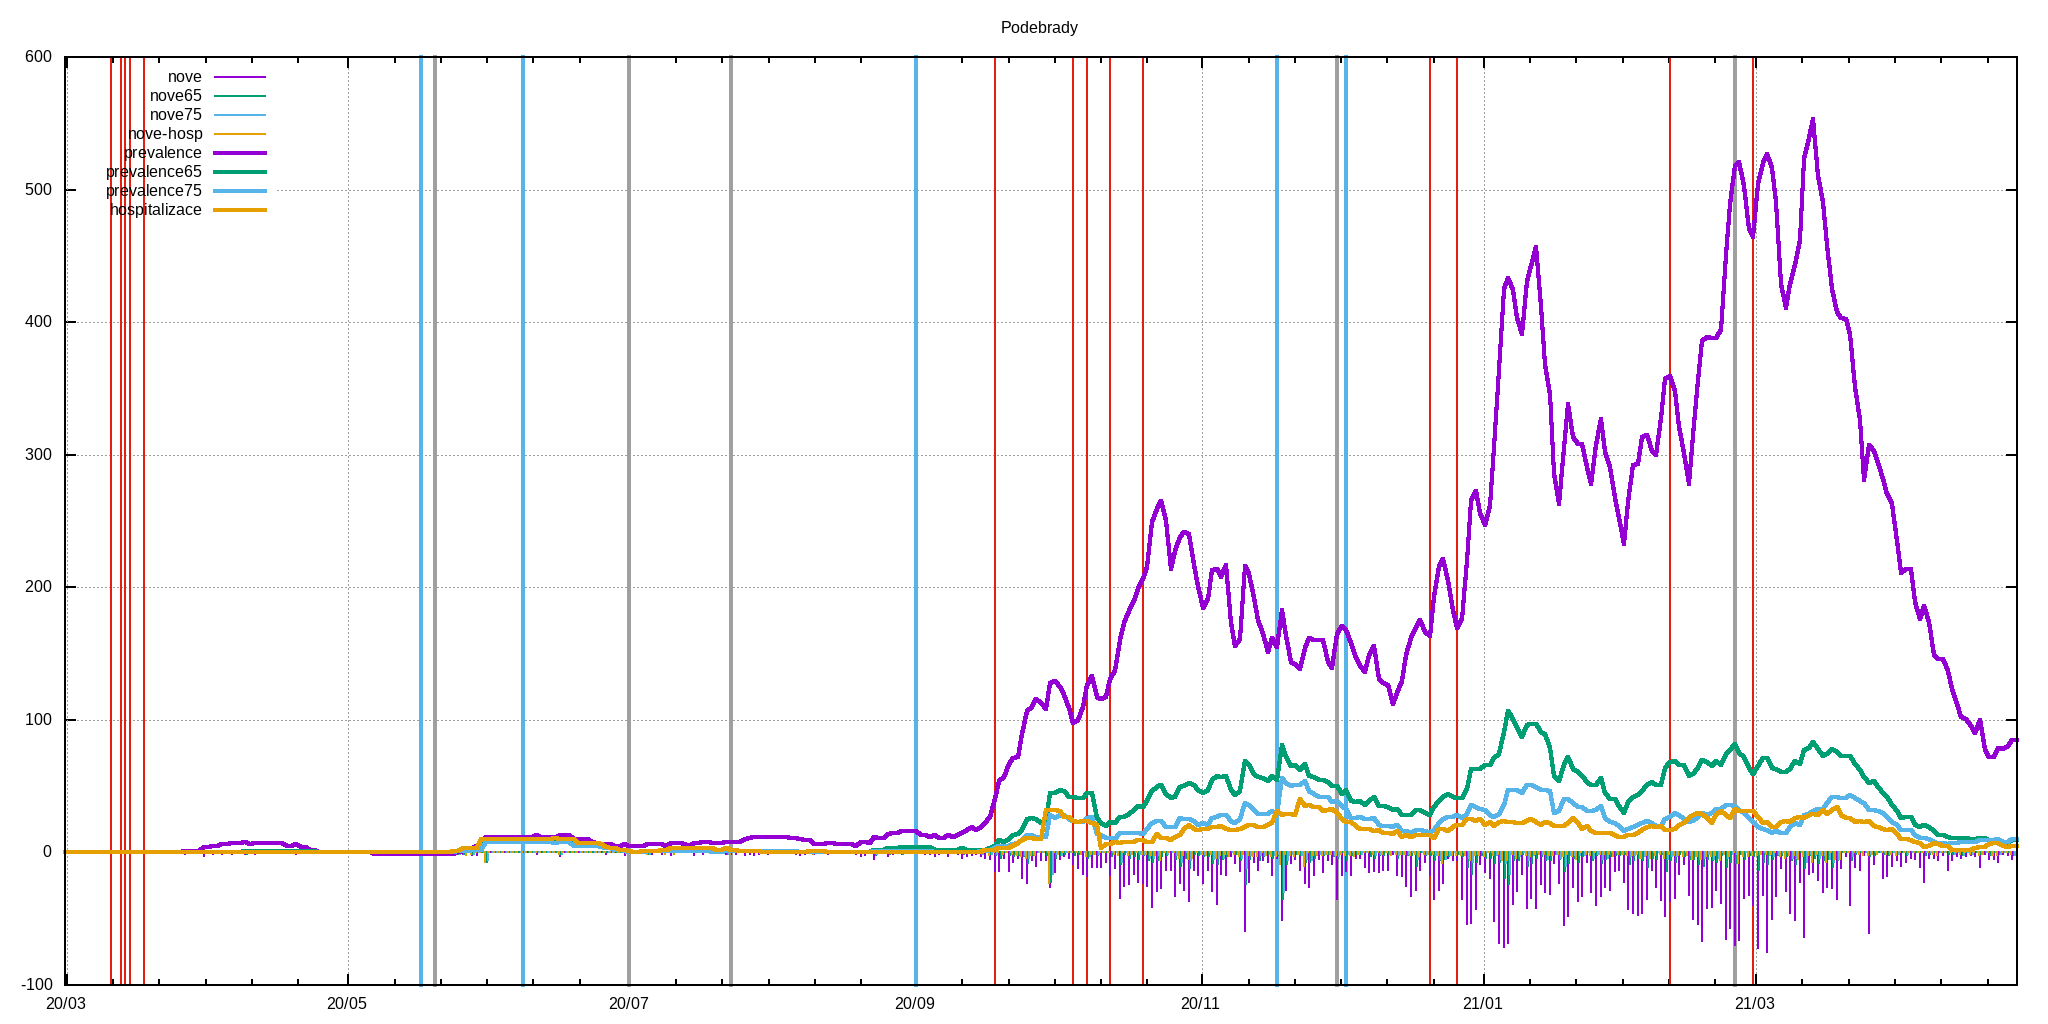 Podebrady
600
500
400
300
200
100
0
-100
nove
nove65
nove75
nove-hosp
prevalence
prevalence65
prevalence75
hospitalizace
20/03 20/05 20/07 20/09 20/11 21/01 21/03